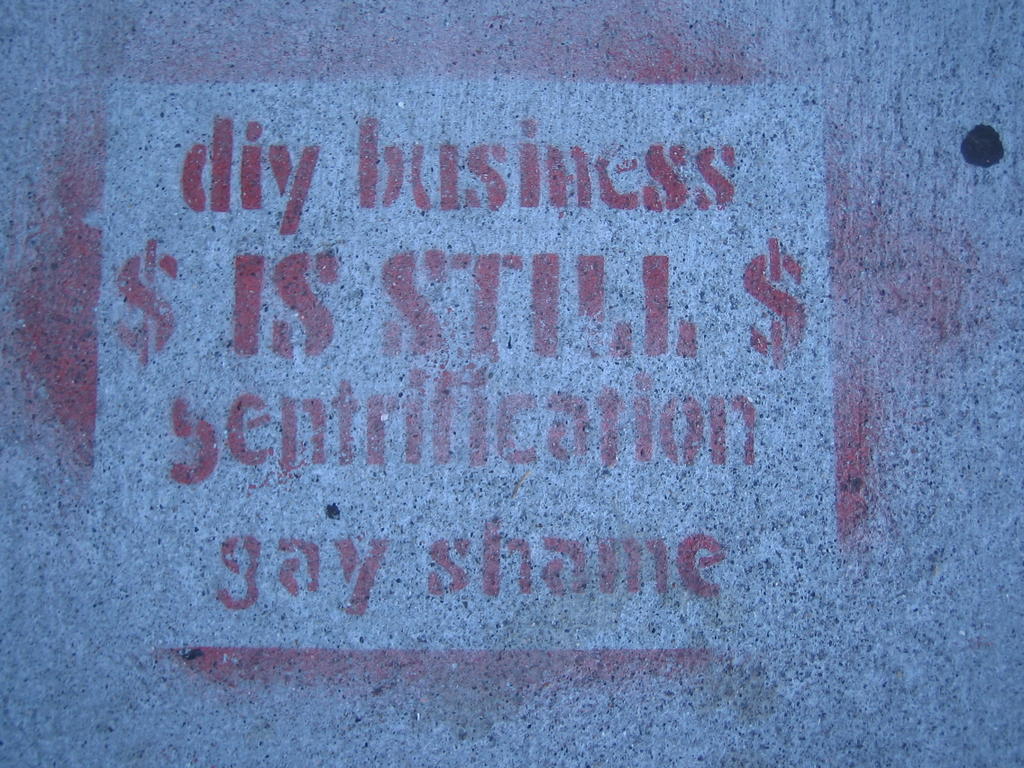 diy business
$ IS STILL $
gentrification
gay shame